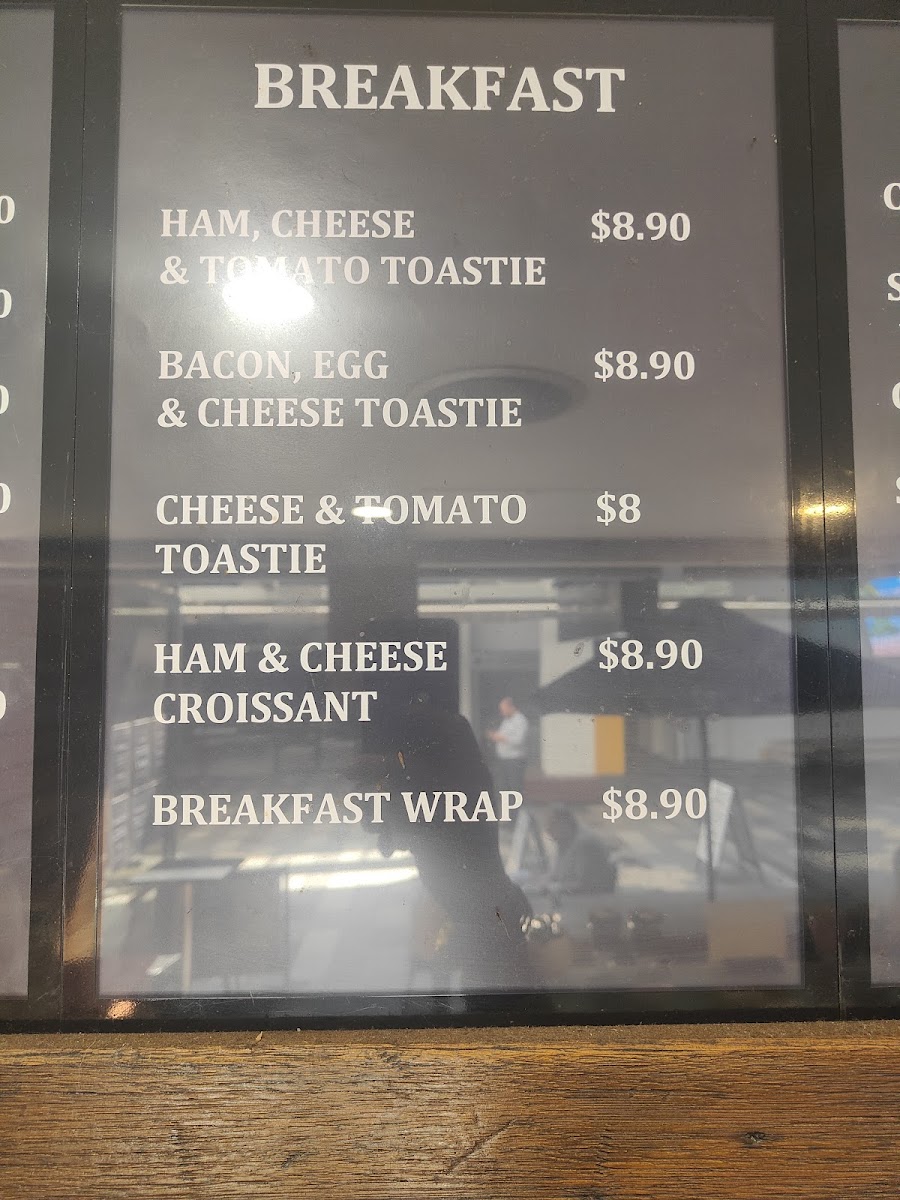 BREAKFAST
HAM, CHEESE $8.90
& TOMATO TOASTIE
BACON, EGG $8.90
& CHEESE TOASTIE
CHEESE & TOMATO $8
TOASTIE
HAM & CHEESE $8.90
CROISSANT
BREAKFAST WRAP $8.90